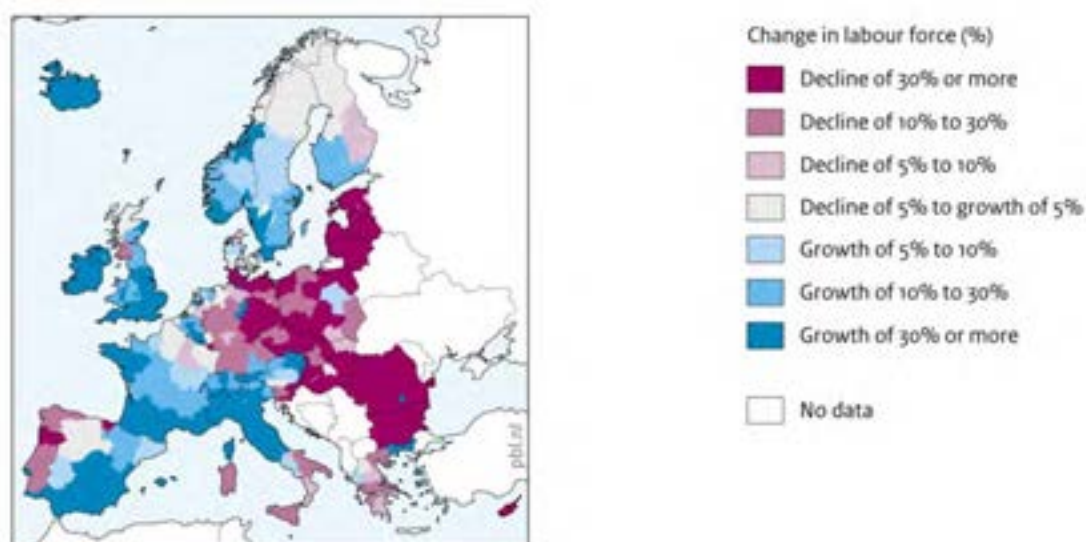 Change in labour force (%)
Decline of 30% or more
Decline of 10% to 30%
Decline of 5% to 10%
Decline of 5% to growth of 5%
Growth of 5% to 10%
Growth of 10% to 30%
Growth of 30% or more
No data
pbl.nl